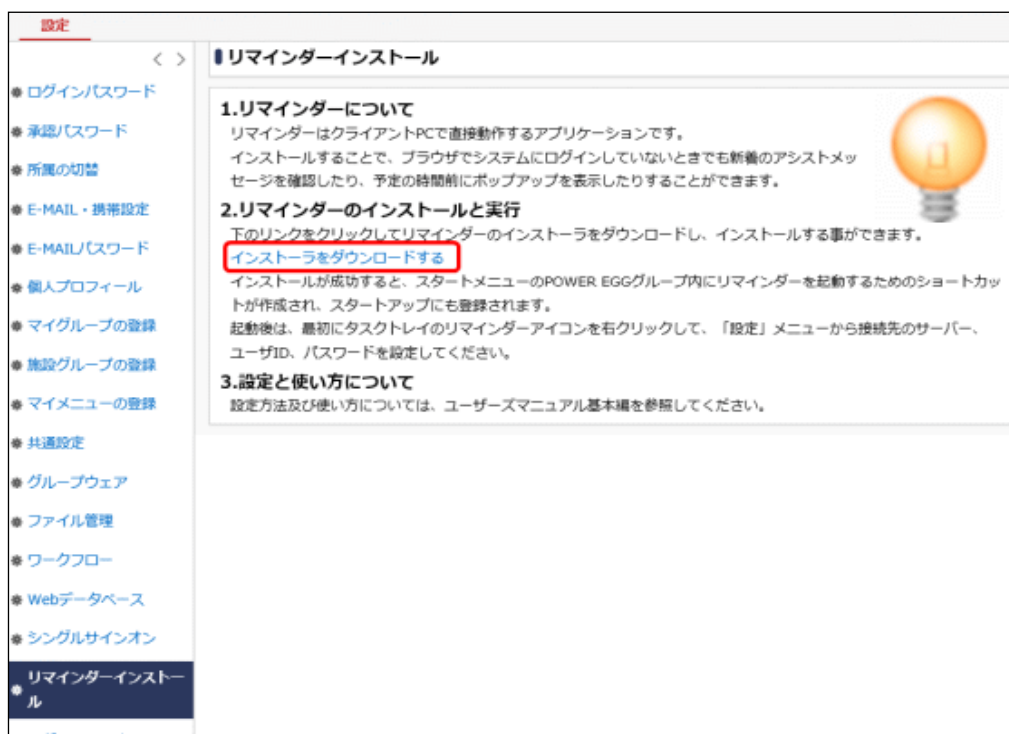 設定
< >
ログインパスワード
承認パスワード
所属の切替
E-MAIL・携帯設定
E-MAILパスワード
個人プロフィール
マイグループの登録
施設グループの登録
マイメニューの登録
共通設定
グループウェア
ファイル管理
ワークフロー
Webデータベース
シングルサインオン
リマインダーインストー
ル
リマインダーインストール
1.リマインダーについて
リマインダーはクライアントPCで直接動作するアプリケーションです。
インストールすることで、ブラウザでシステムにログインしていないときでも新着のアシストメッ
セージを確認したり、予定の時間前にポップアップを表示したりすることができます。
2.リマインダーのインストールと実行
下のリンクをクリックしてリマインダーのインストーラをダウンロードし、インストールする事ができます。
インストーラをダウンロードする
インストールが成功すると、スタートメニューのPOWER EGGグループ内にリマインダーを起動するためのショートカッ
トが作成され、スタートアップにも登録されます。
起動後は、最初にタスクトレイのリマインダーアイコンを右クリックして、「設定」メニューから接続先のサーバー、
ユーザID、パスワードを設定してください。
3.設定と使い方について
設定方法及び使い方については、ユーザーズマニュアル基本編を参照してください。